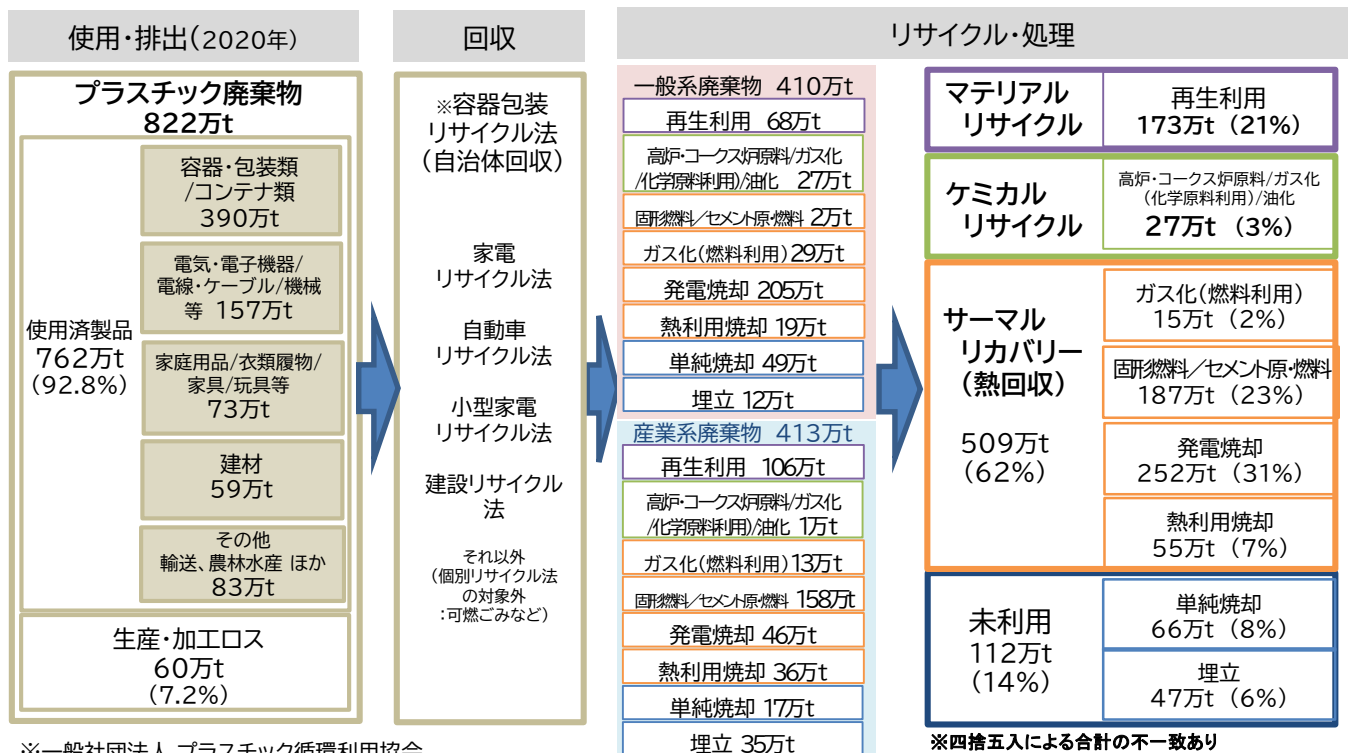 使用・排出(2020年)
回収
リサイクル・処理
プラスチック廃棄物
822万t
使用済製品
762万t
(92.8%)
容器・包装類
/コンテナ類
390万t
電気・電子機器/
電線・ケーブル/機械
等 157万t
家庭用品/衣類履物/
家具/玩具等
73万t
建材
59万t
その他
輸送、農林水産 ほか
83万t
生産・加工ロス
60万t
(7.2%)
※容器包装
リサイクル法
(自治体回収)
家電
リサイクル法
自動車
リサイクル法
小型家電
リサイクル法
建設リサイクル
法
それ以外
(個別リサイクル法
の対象外
:可燃ごみなど)
一般系廃棄物 410万t
再生利用 68万t
高炉・コークス炉原料/ガス化
/化学原料利用)/油化 27万t
固形燃料/セメント原・燃料 2万t
ガス化(燃料利用) 29万t
発電焼却 205万t
熱利用焼却 19万t
単純焼却 49万t
埋立 12万t
産業系廃棄物 413万t
再生利用 106万t
高炉・コークス炉原料/ガス化
/化学原料利用)/油化 1万t
ガス化(燃料利用) 13万t
固形燃料/セメント原・燃料 158万t
発電焼却 46万t
熱利用焼却 36万t
単純焼却 17万t
埋立 35万t
マテリアル
リサイクル
再生利用
173万t (21%)
ケミカル
リサイクル
高炉・コークス炉原料/ガス化
(化学原料利用)/油化
27万t (3%)
サーマル
リカバリー
(熱回収)
509万t
(62%)
ガス化(燃料利用)
15万t (2%)
固形燃料/セメント原・燃料
187万t (23%)
発電焼却
252万t (31%)
熱利用焼却
55万t (7%)
未利用
112万t
(14%)
単純焼却
66万t (8%)
埋立
47万t (6%)
※一般社団法人 プラスチック循環利用協会
※四捨五入による合計の不一致あり